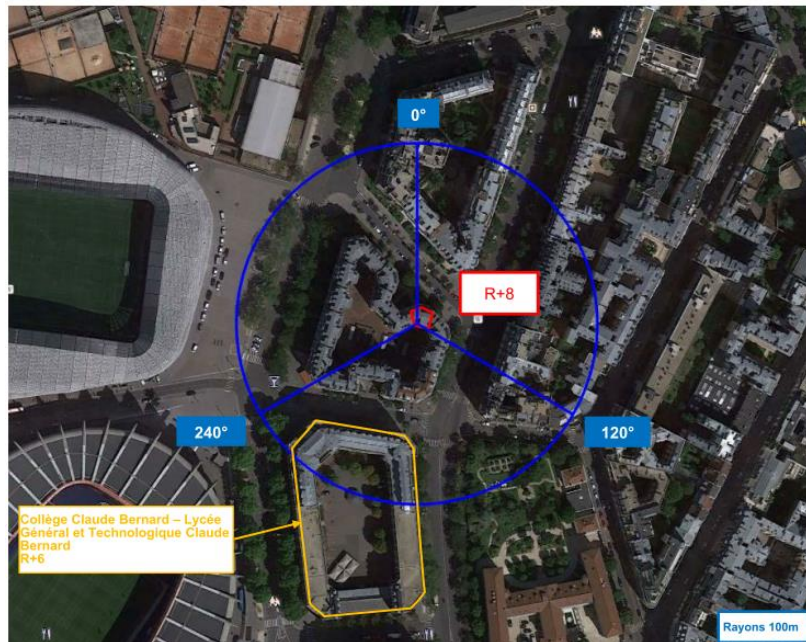 0°
R+8
240°
120°
Collège Claude Bernard – Lycée
Général et Technologique Claude
Bernard
R+6
Rayons 100m